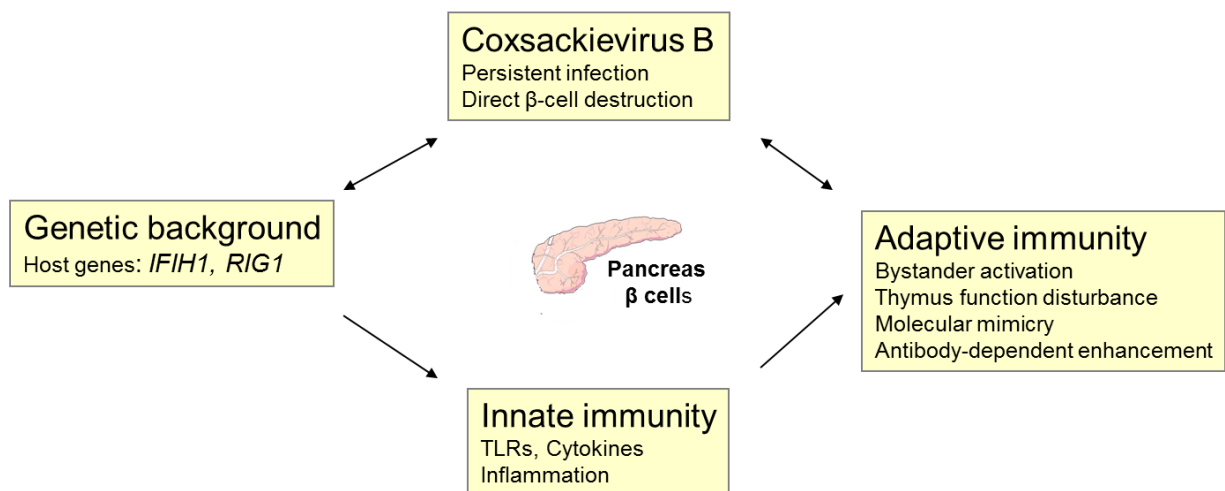 Coxsackievirus B
Persistent infection
Direct β-cell destruction
Genetic background
Host genes: IFIH1, RIG1
Pancreas
β cells
Adaptive immunity
Bystander activation
Thymus function disturbance
Molecular mimicry
Antibody-dependent enhancement
Innate immunity
TLRs, Cytokines
Inflammation